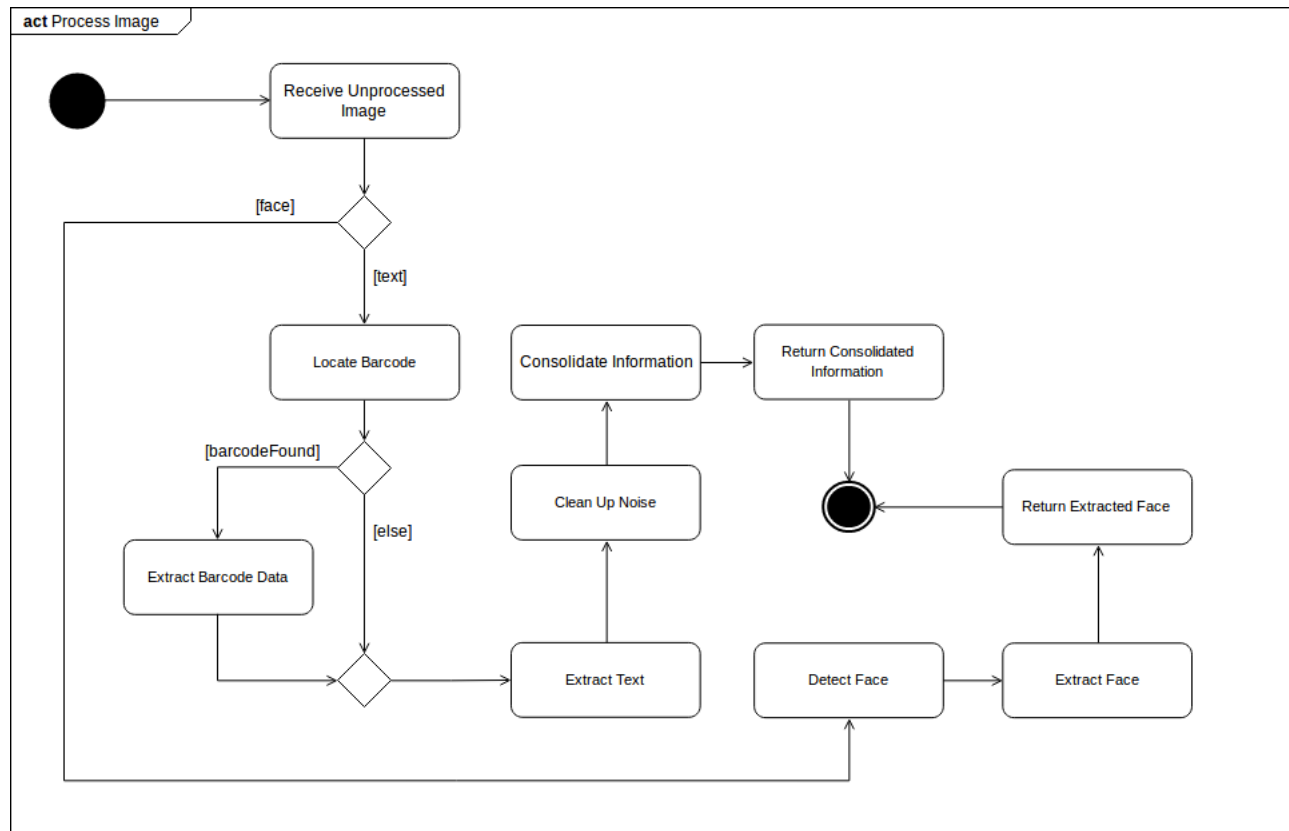 act Process Image
Receive Unprocessed
Image
[face]
[text]
Locate Barcode
Consolidate Information
Return Consolidated
Information
[barcodeFound]
Clean Up Noise
Return Extracted Face
[else]
Extract Barcode Data
Extract Text
Detect Face
Extract Face